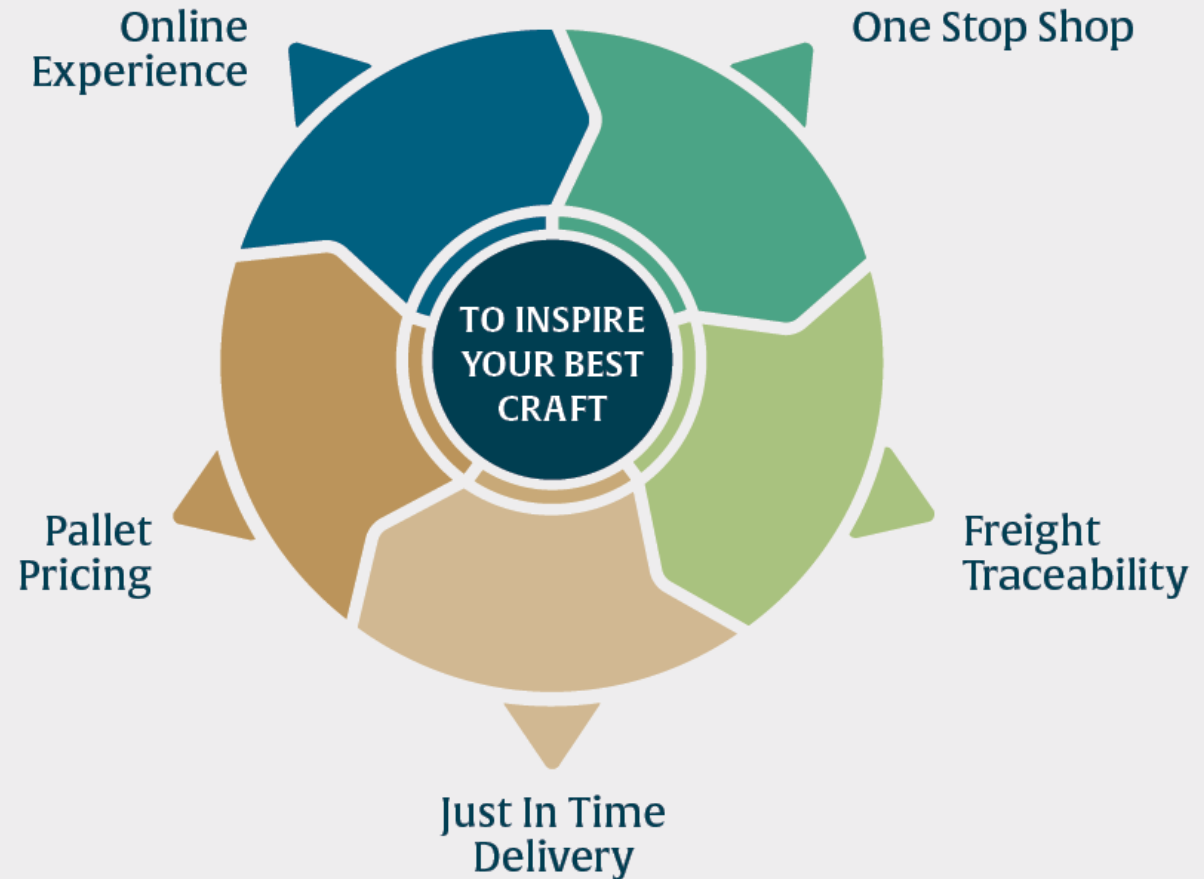 Online
Experience
One Stop Shop
TO INSPIRE
YOUR BEST
CRAFT
Pallet
Pricing
Freight
Traceability
Just In Time
Delivery